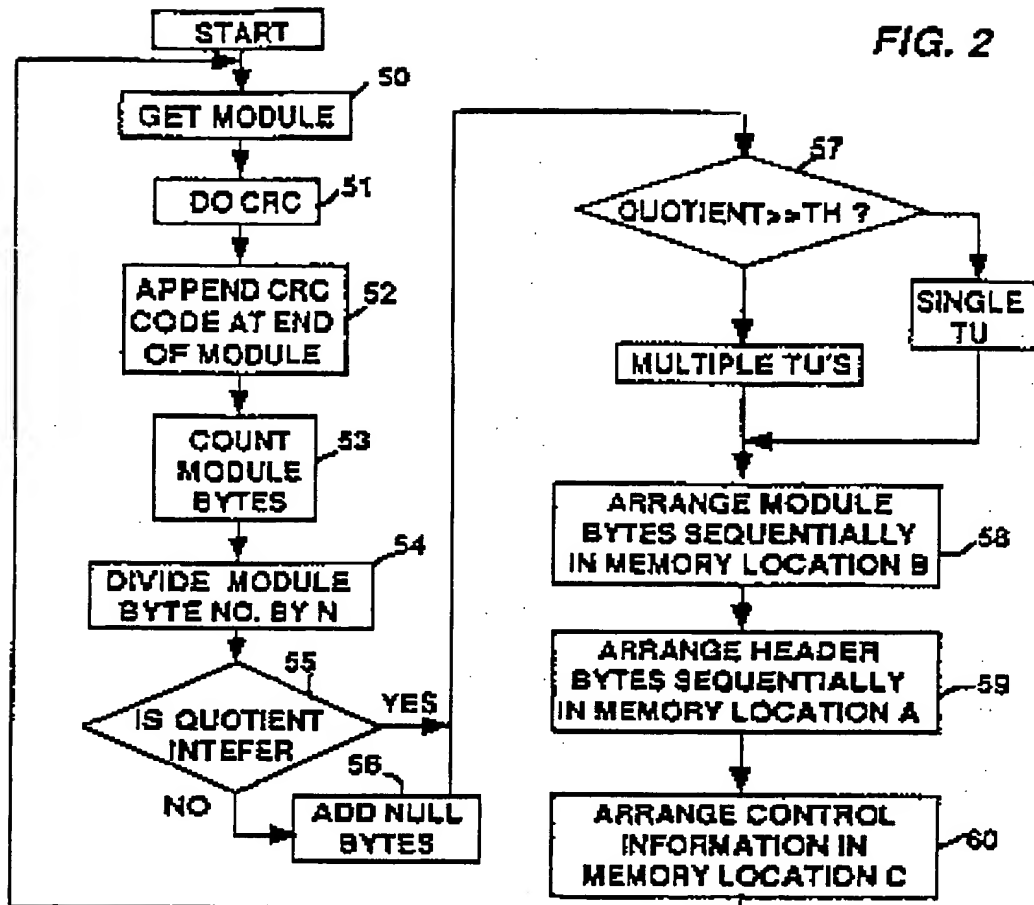 FIG. 2
START
50
GET MODULE
51
DO CRC
52
APPEND CRC
CODE AT END
OF MODULE
53
COUNT
MODULE
BYTES
54
DIVIDE MODULE
BYTE NO. BY N
55
IS QUOTIENT
INTEFER
YES
NO
56
ADD NULL
BYTES
57
QUOTIENT>>TH ?
SINGLE
TU
MULTIPLE TU'S
ARRANGE MODULE
BYTES SEQUENTIALLY
IN MEMORY LOCATION B
58
ARRANGE HEADER
BYTES SEQUENTIALLY
IN MEMORY LOCATION A
59
ARRANGE CONTROL
INFORMATION IN
MEMORY LOCATION C
60